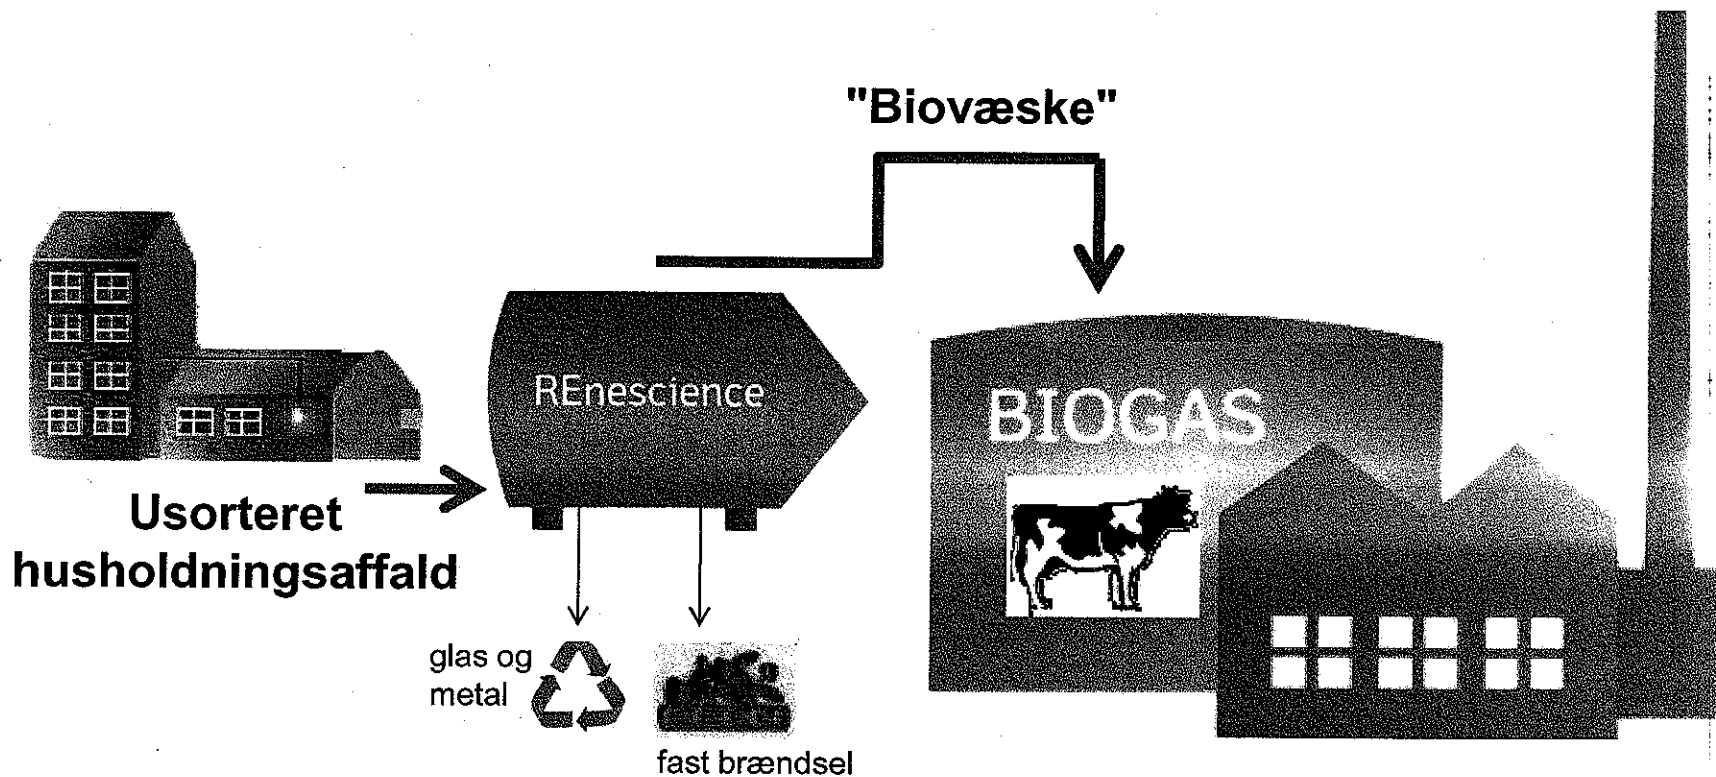 "Biovæske"
REnescience
BIOGAS
Usorteret
husholdningsaffald
glas og
metal
fast brændsel